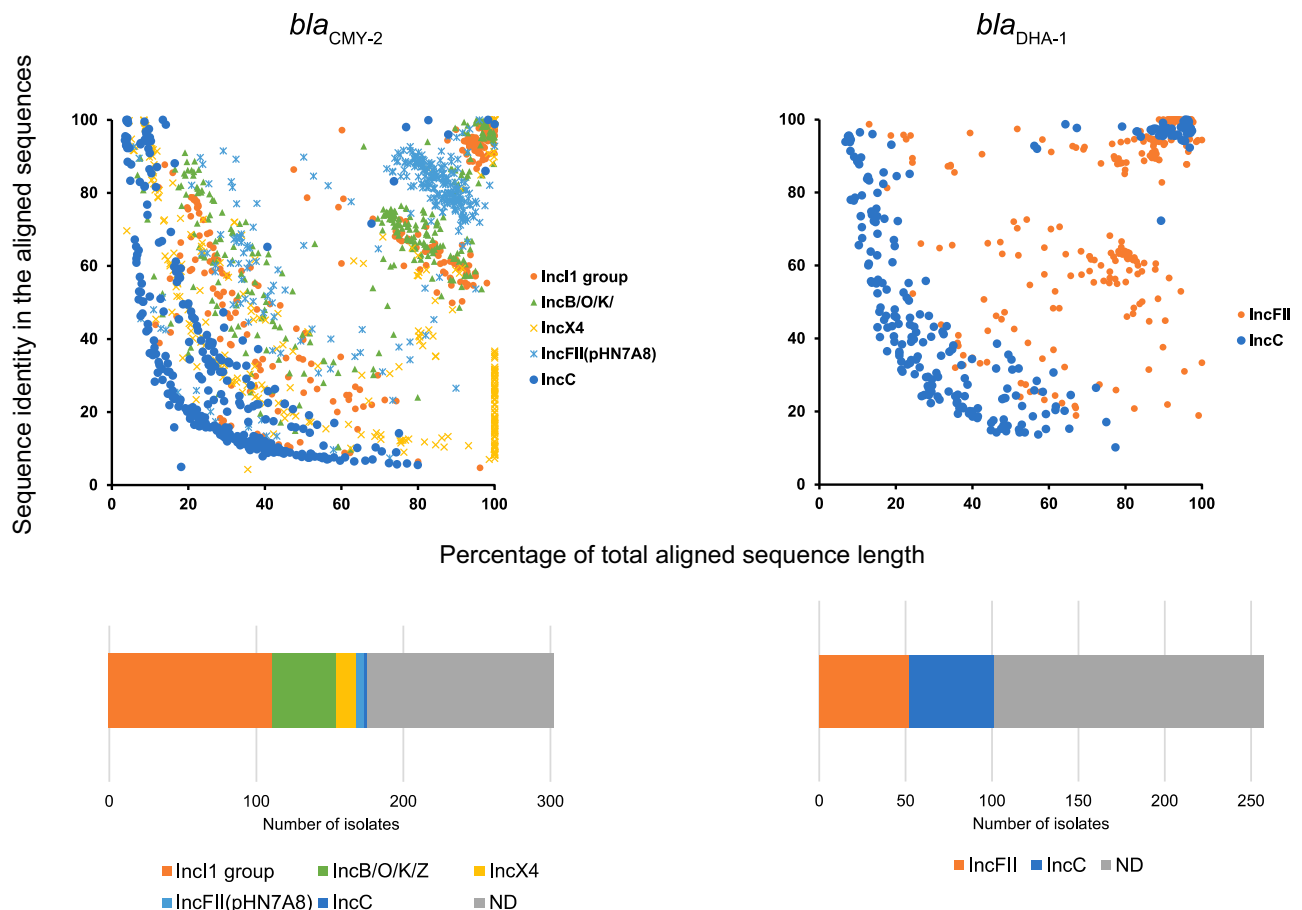 blaCMY-2
blaDHA-1
Sequence identity in the aligned sequences
100
80
60
40
20
0
0 20 40 60 80 100
IncI1 group
IncB/O/K/
IncX4
IncFII(pHN7A8)
IncC
100
80
60
40
20
0
0 20 40 60 80 100
IncFII
IncC
Percentage of total aligned sequence length
0 100 200 300
Number of isolates
IncI1 group IncB/O/K/Z IncX4
IncFII(pHN7A8) IncC ND
0 50 100 150 200 250
Number of isolates
IncFII IncC ND